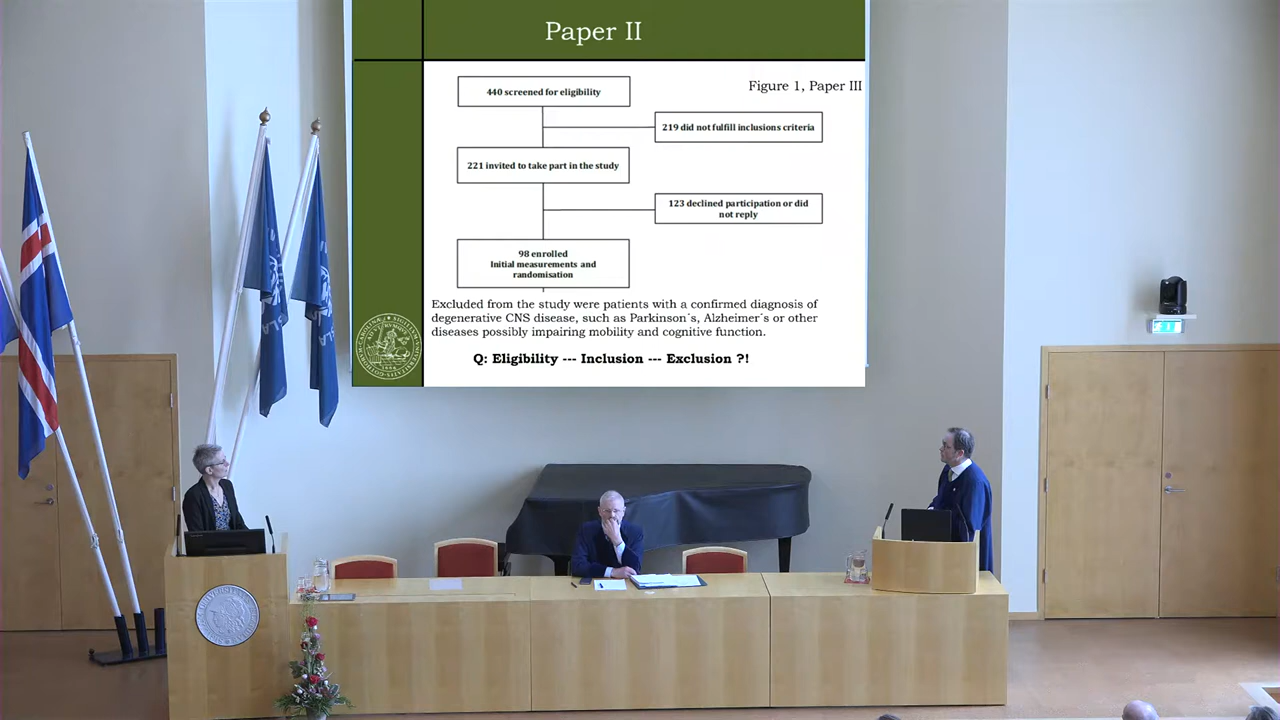 Paper II
Figure 1, Paper III
440 screened for eligibility
219 did not fulfill inclusions criteria
221 invited to take part in the study
123 declined participation or did
not reply
98 enrolled
Initial measurements and
randomisation
Excluded from the study were patients with a confirmed diagnosis of
degenerative CNS disease, such as Parkinson´s, Alzheimer´s or other
diseases possibly impairing mobility and cognitive function.
Q: Eligibility --- Inclusion --- Exclusion ?!